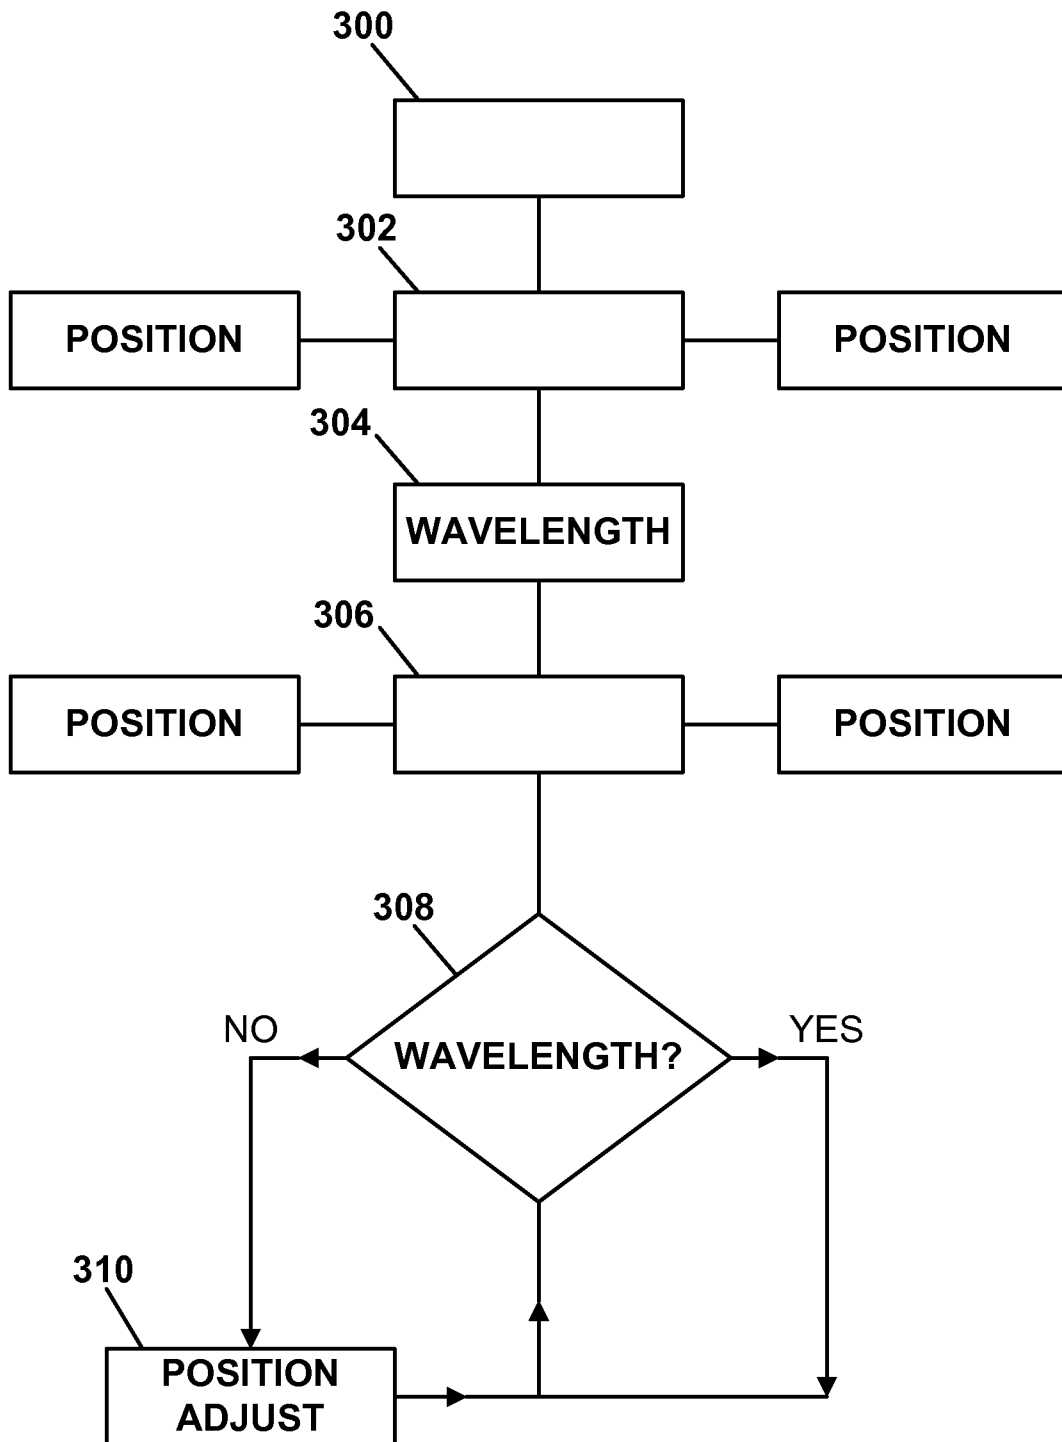 300
302
POSITION
POSITION
304
WAVELENGTH
306
POSITION
POSITION
308
NO
WAVELENGTH?
YES
310
POSITION
ADJUST